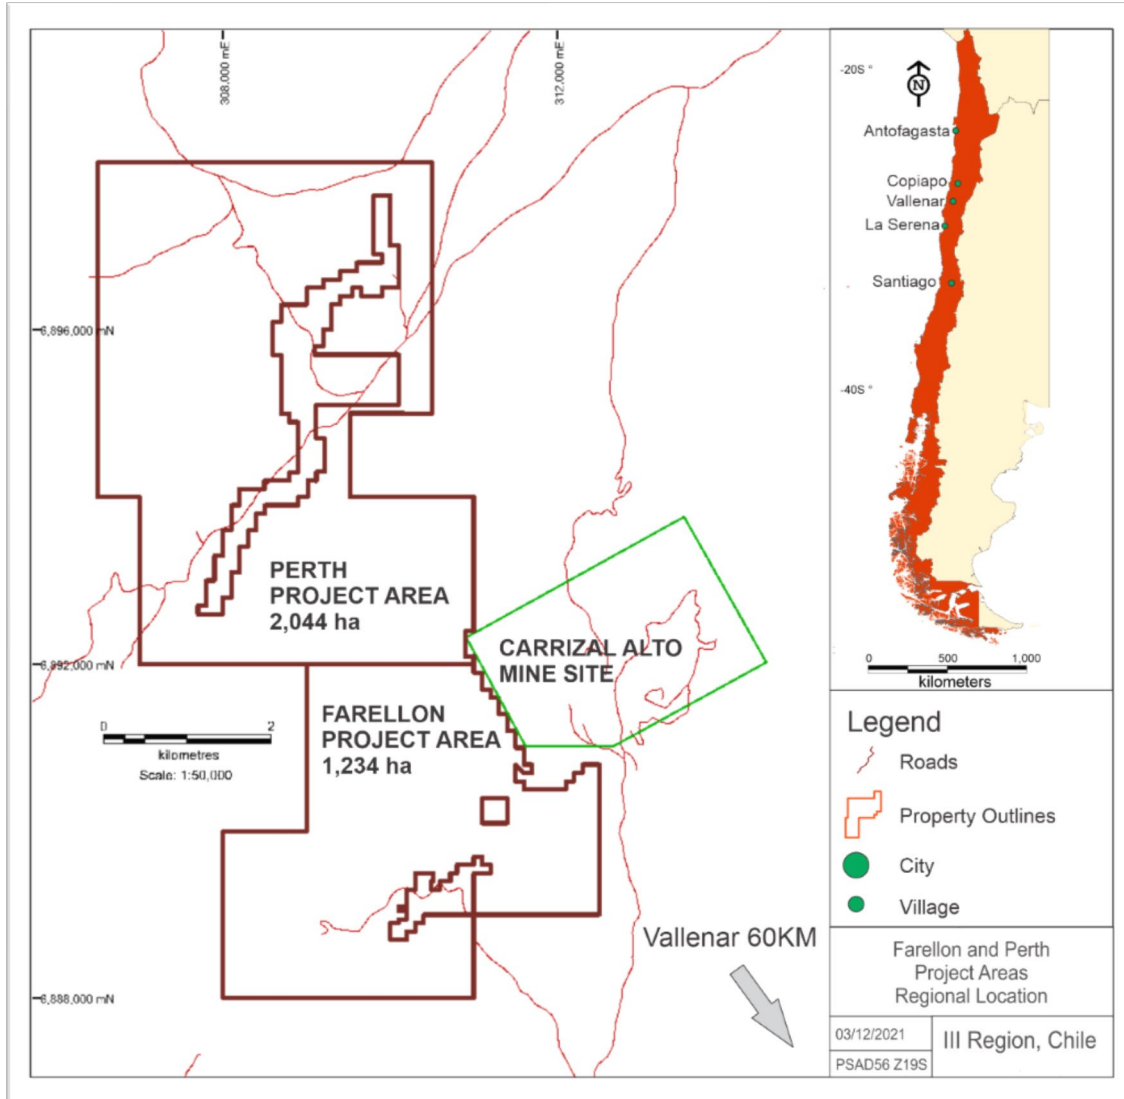 308,000 mE
312,000 mE
6,896,000 mN
6,892,000 mN
6,888,000 mN
PERTH
PROJECT AREA
2,044 ha
CARRIZAL ALTO
MINE SITE
FARELLON
PROJECT AREA
1,234 ha
0 2
kilometres
Scale: 1:50,000
Vallenar 60KM
-20S °
N
Antofagasta
Copiapo
Vallenar
La Serena
Santiago
-40S °
0 500 1,000
kilometers
Legend
Roads
Property Outlines
City
Village
Farellon and Perth
Project Areas
Regional Location
03/12/2021
PSAD56 Z19S
III Region, Chile